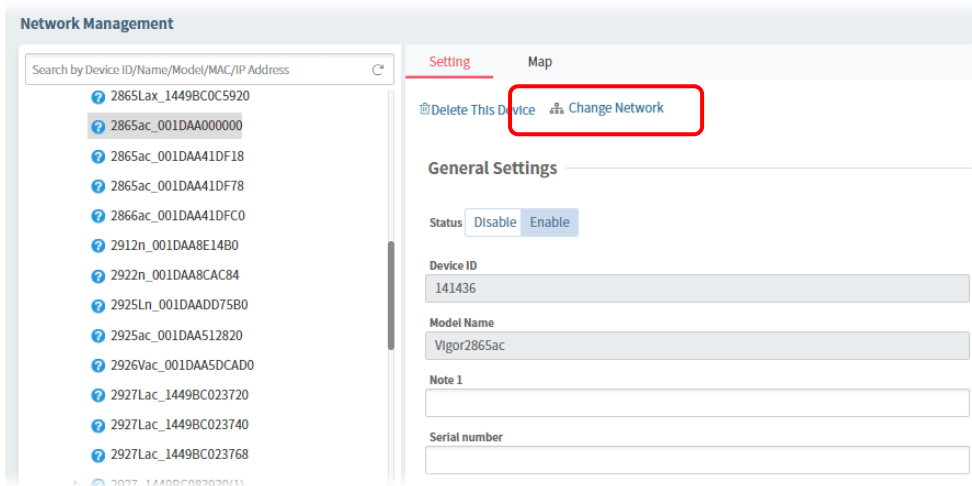 Network Management
Search by Device ID/Name/Model/MAC/IP Address
2865Lax_1449BC0C5920
2865ac_001DAA000000
2865ac_001DAA41DF18
2865ac_001DAA41DF78
2866ac_001DAA41DFC0
2912n_001DAA8E14B0
2922n_001DAA8CAC84
2925Ln_001DAADD75B0
2925ac_001DAA512820
2926Vac_001DAA5DCAD0
2927Lac_1449BC023720
2927Lac_1449BC023740
2927Lac_1449BC023768
2927_1449BC083930(1)
Setting Map
Delete This Device Change Network
General Settings
Status Disable Enable
Device ID
141436
Model Name
Vigor2865ac
Note 1
Serial number